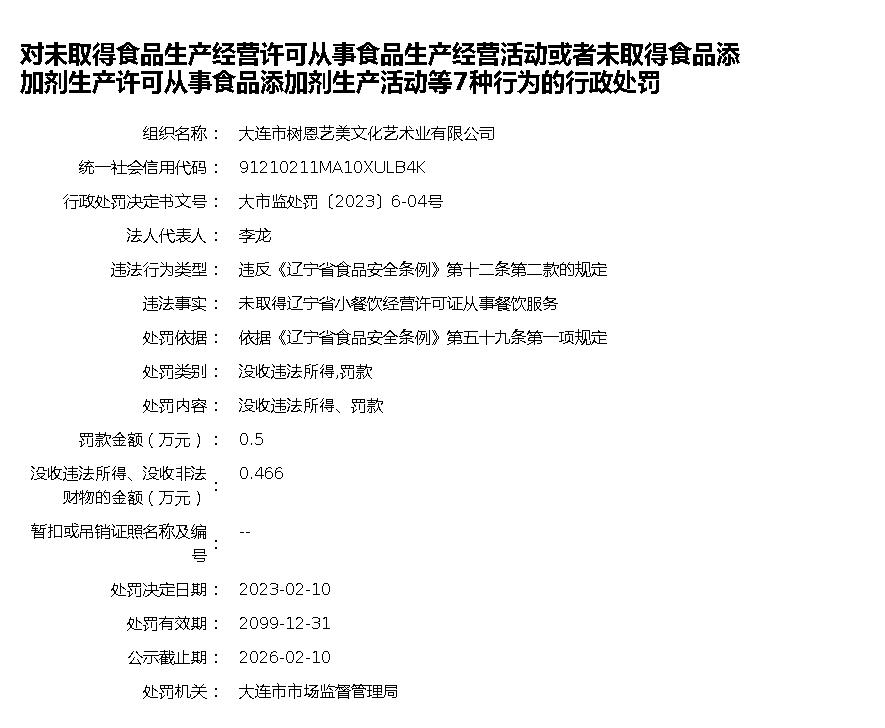 对未取得食品生产经营许可从事食品生产经营活动或者未取得食品添
加剂生产许可从事食品添加剂生产活动等7种行为的行政处罚
组织名称： 大连市树恩艺美文化艺术业有限公司
统一社会信用代码： 91210211MA10XULB4K
行政处罚决定书文号： 大市监处罚〔2023〕6-04号
法人代表人： 李龙
违法行为类型： 违反《辽宁省食品安全条例》第十二条第二款的规定
违法事实： 未取得辽宁省小餐饮经营许可证从事餐饮服务
处罚依据： 依据《辽宁省食品安全条例》第五十九条第一项规定
处罚类别： 没收违法所得,罚款
处罚内容： 没收违法所得、罚款
罚款金额（万元）： 0.5
没收违法所得、没收非法
财物的金额（万元）： 0.466
暂扣或吊销证照名称及编
号： --
处罚决定日期： 2023-02-10
处罚有效期： 2099-12-31
公示截止期： 2026-02-10
处罚机关： 大连市市场监督管理局